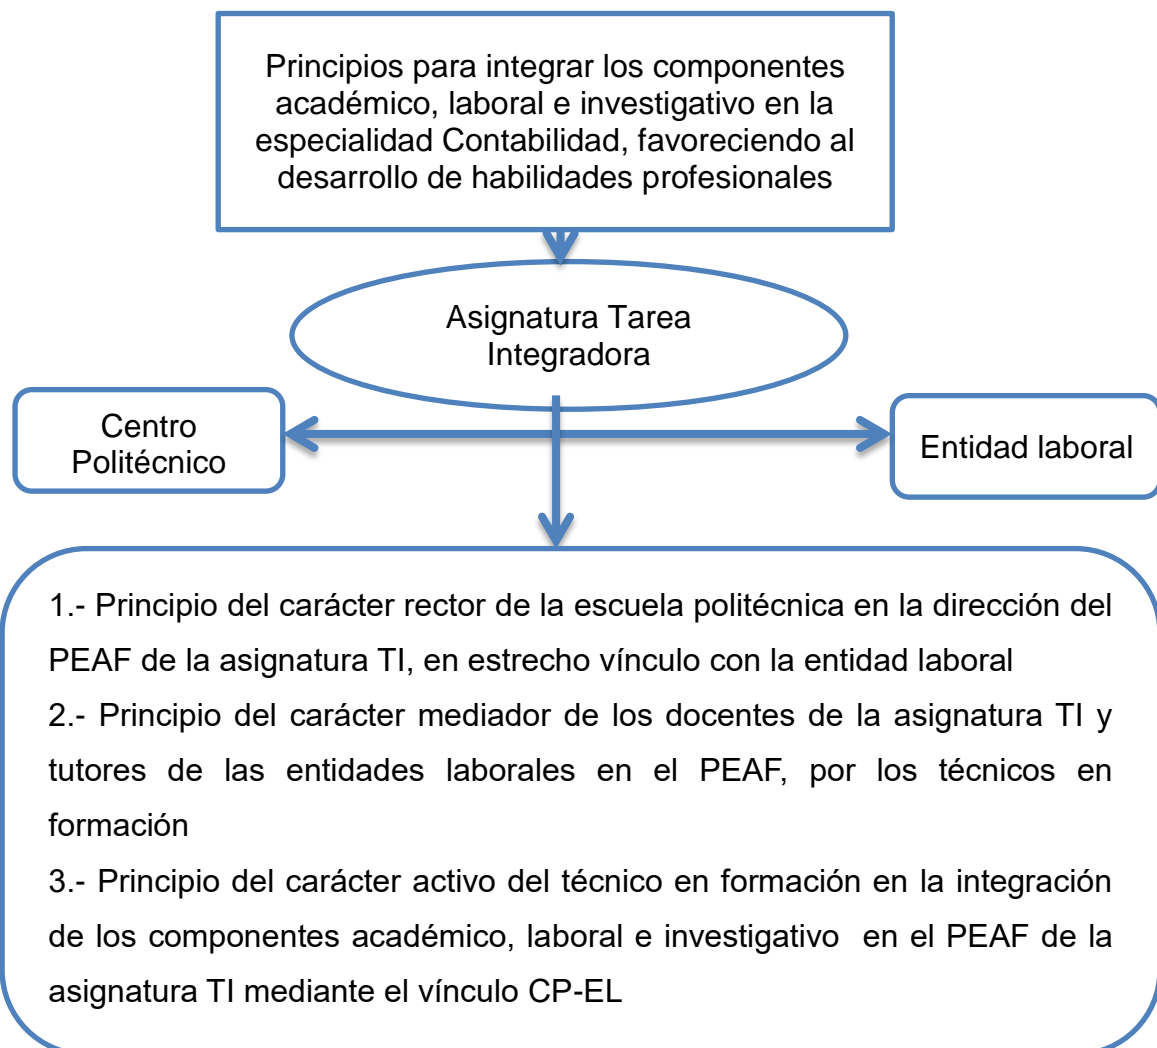 Principios para integrar los componentes
académico, laboral e investigativo en la
especialidad Contabilidad, favoreciendo al
desarrollo de habilidades profesionales
Asignatura Tarea
Integradora
Centro
Politécnico
Entidad laboral
1.- Principio del carácter rector de la escuela politécnica en la dirección del
PEAF de la asignatura TI, en estrecho vínculo con la entidad laboral
2.- Principio del carácter mediador de los docentes de la asignatura TI y
tutores de las entidades laborales en el PEAF, por los técnicos en
formación
3.- Principio del carácter activo del técnico en formación en la integración
de los componentes académico, laboral e investigativo en el PEAF de la
asignatura TI mediante el vínculo CP-EL